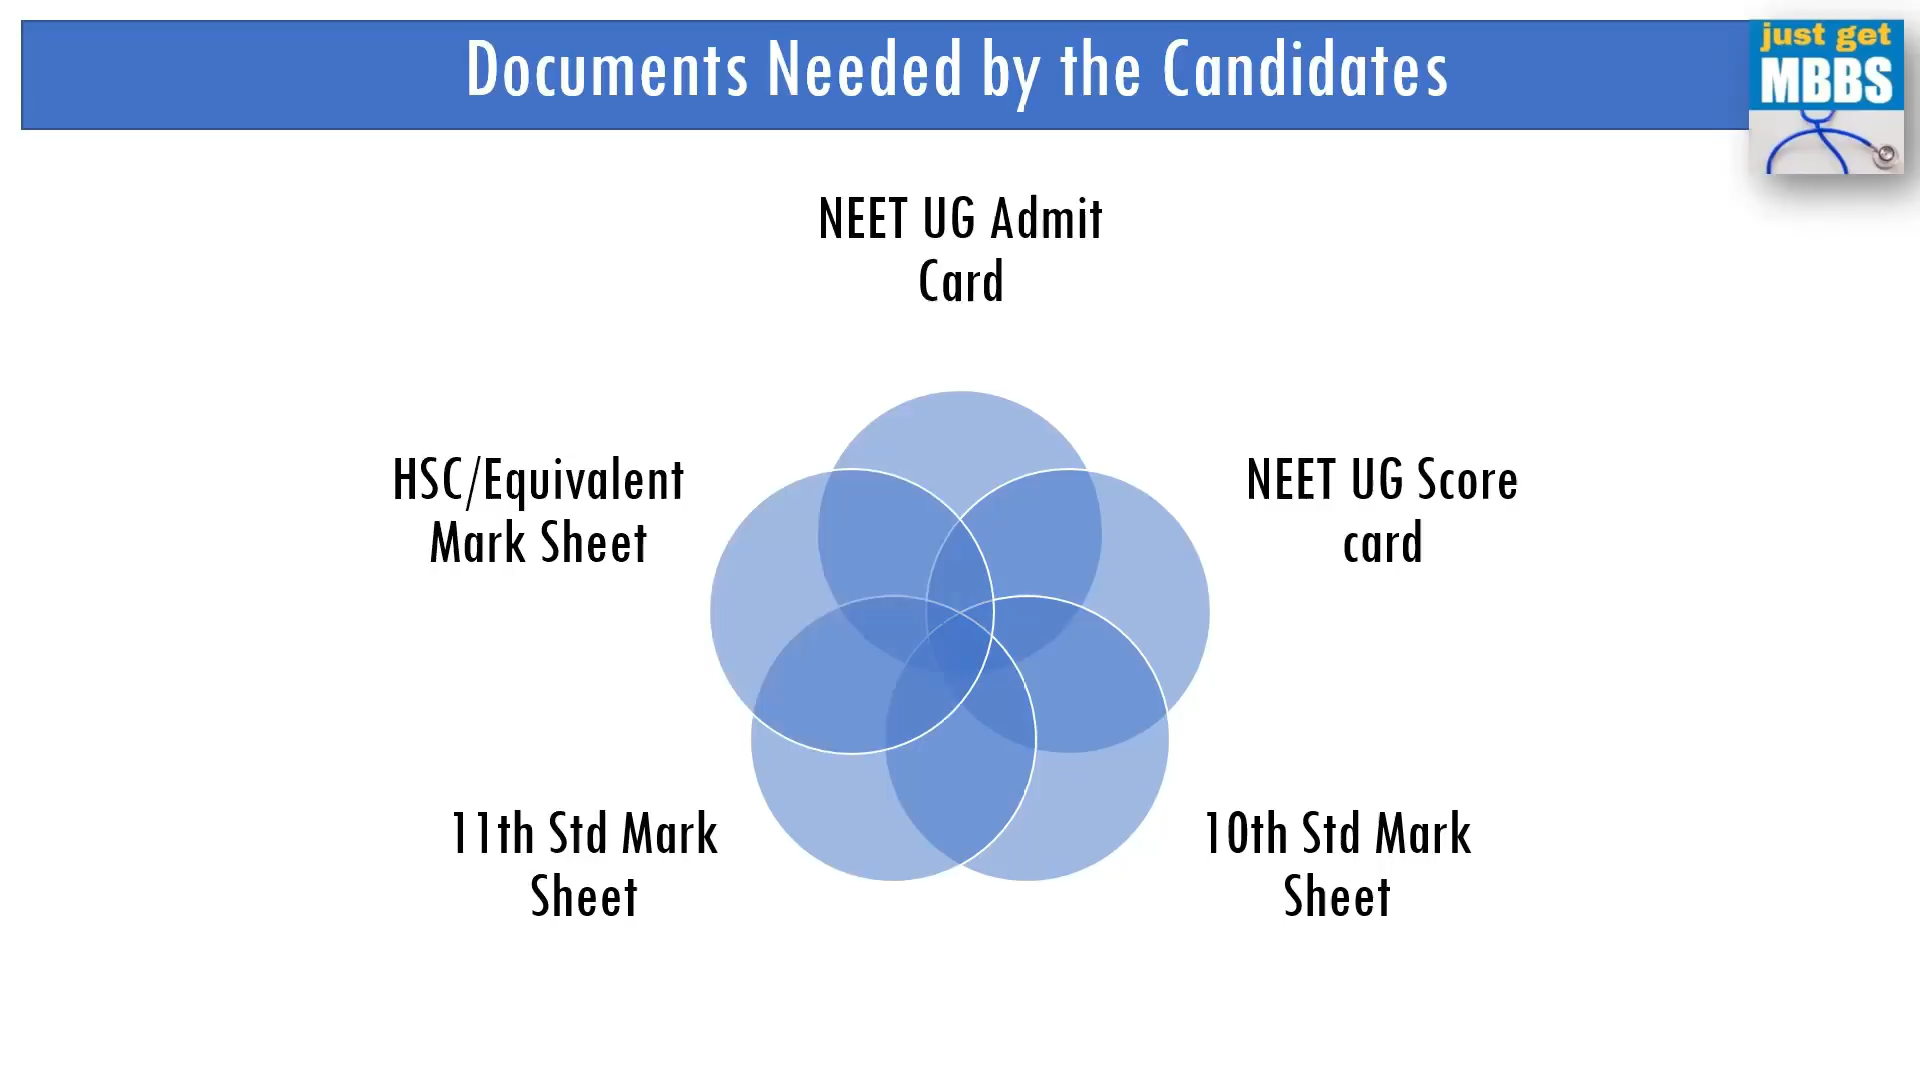 Documents Needed by the Candidates
just get
MBBS
NEET UG Admit
Card
HSC/Equivalent
Mark Sheet
NEET UG Score
card
11th Std Mark
Sheet
10th Std Mark
Sheet